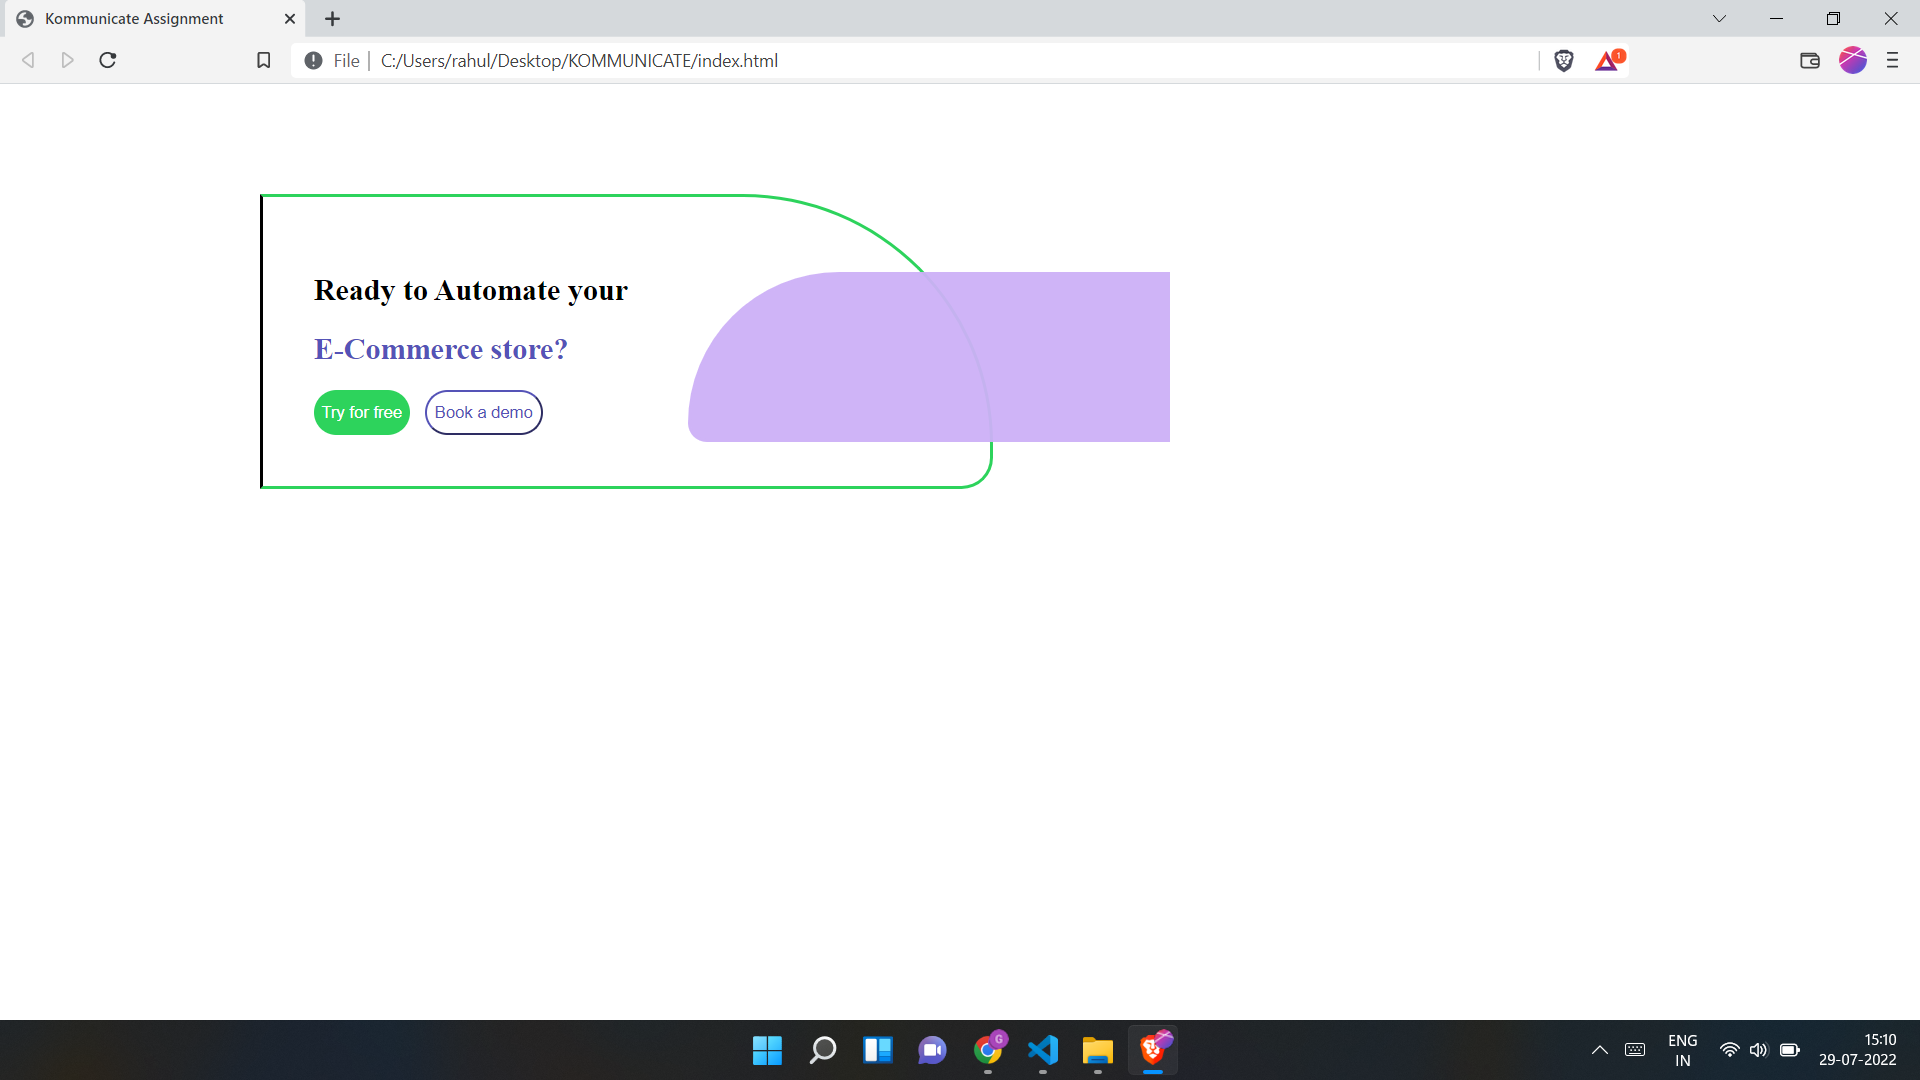 Kommunicate Assignment
File C:/Users/rahul/Desktop/KOMMUNICATE/index.html
1
Ready to Automate your
E-Commerce store?
Try for free Book a demo
G
ENG
IN
15:10
29-07-2022